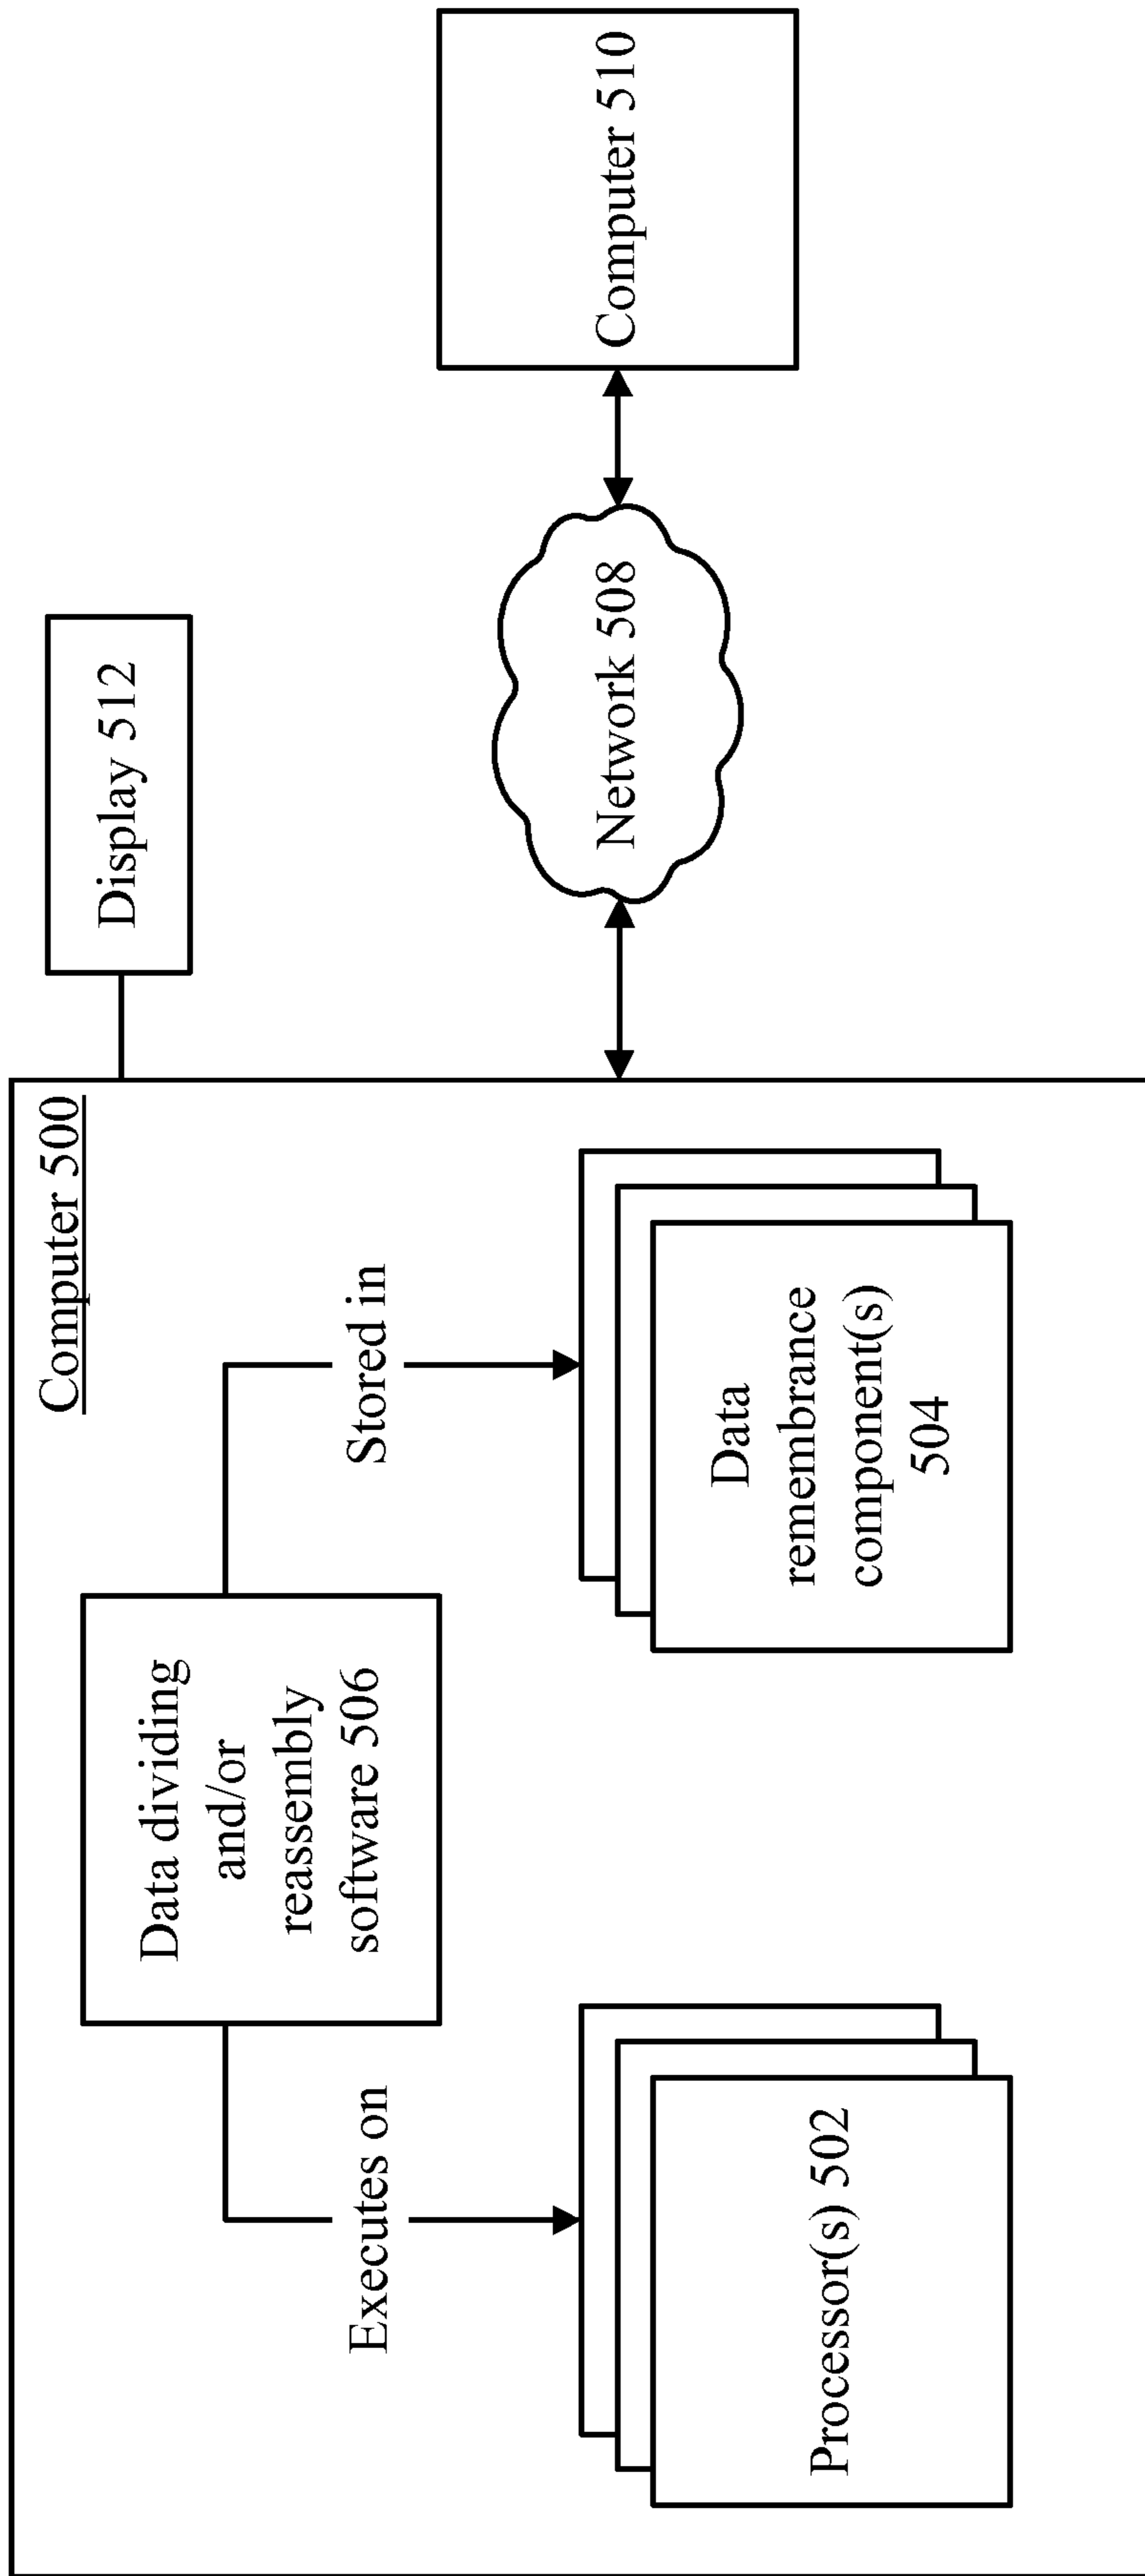 Computer 500
Data dividing
and/or
reassembly
software 506
Executes on
Stored in
Processor(s) 502
Data
remembrance
component(s)
504
Display 512
Network 508
Computer 510